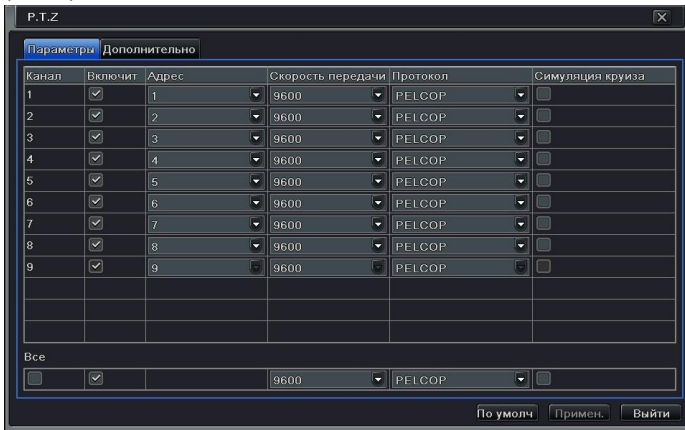 P.T.Z
Параметры Дополнительно
Канал Включит Адрес Скорость передачи Протокол Симуляция круиза
1 1 9600 PELCOP
2 2 9600 PELCOP
3 3 9600 PELCOP
4 4 9600 PELCOP
5 5 9600 PELCOP
6 6 9600 PELCOP
7 7 9600 PELCOP
8 8 9600 PELCOP
9 9 9600 PELCOP
Все
9600 PELCOP
По умолч Примен. Выйти